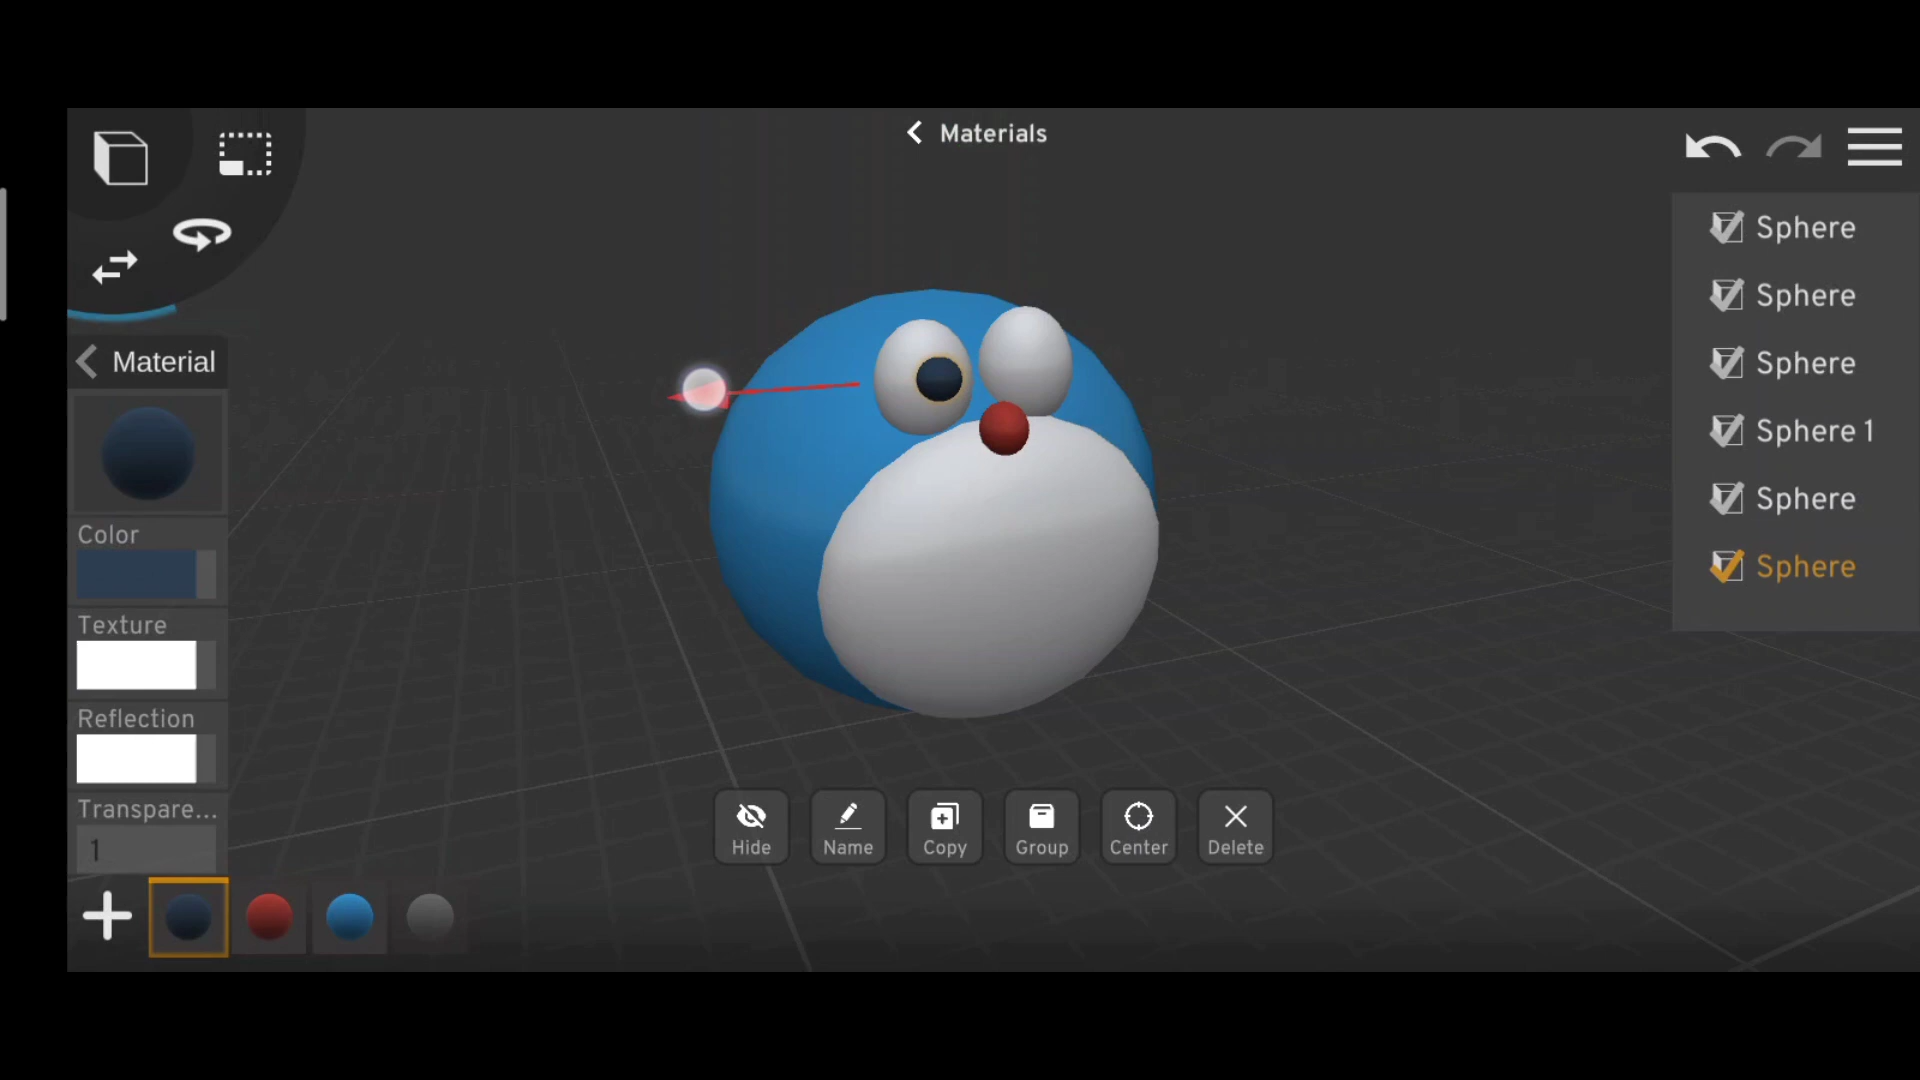 Materials
Sphere
Sphere
Sphere
Sphere 1
Sphere
Sphere
Material
Color
Texture
Reflection
Transpare...
1
Hide
Name
Copy
Group
Center
Delete